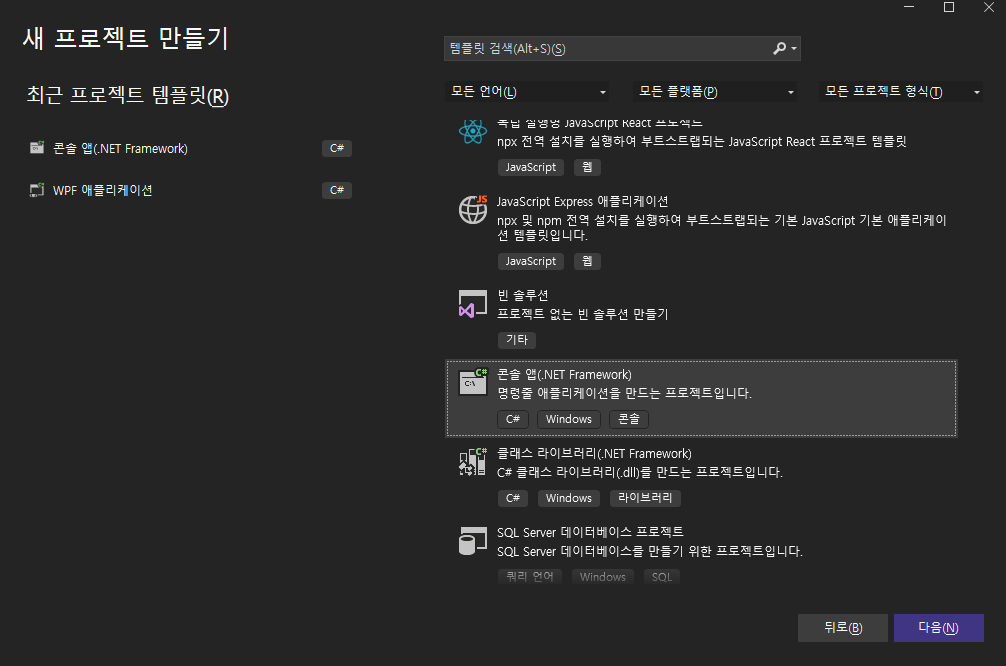 새 프로젝트 만들기
최근 프로젝트 템플릿(R)
콘솔 앱(.NET Framework) C#
WPF 애플리케이션 C#
템플릿 검색(Alt+S)(S)
모든 언어(L) 모든 플랫폼(P) 모든 프로젝트 형식(T)
독립 실행형 JavaScript React 프로젝트
npx 전역 설치를 실행하여 부트스트랩되는 JavaScript React 프로젝트 템플릿
JavaScript 웹
JS
JavaScript Express 애플리케이션
npx 및 npm 전역 설치를 실행하여 부트스트랩되는 기본 JavaScript 기본 애플리케이
션 템플릿입니다.
JavaScript 웹
빈 솔루션
프로젝트 없는 빈 솔루션 만들기
기타
C#
C:\
콘솔 앱(.NET Framework)
명령줄 애플리케이션을 만드는 프로젝트입니다.
C# Windows 콘솔
C#
클래스 라이브러리(.NET Framework)
C# 클래스 라이브러리(.dll)를 만드는 프로젝트입니다.
C# Windows 라이브러리
SQL Server 데이터베이스 프로젝트
SQL Server 데이터베이스를 만들기 위한 프로젝트입니다.
쿼리 언어 Windows SQL
뒤로(B) 다음(N)